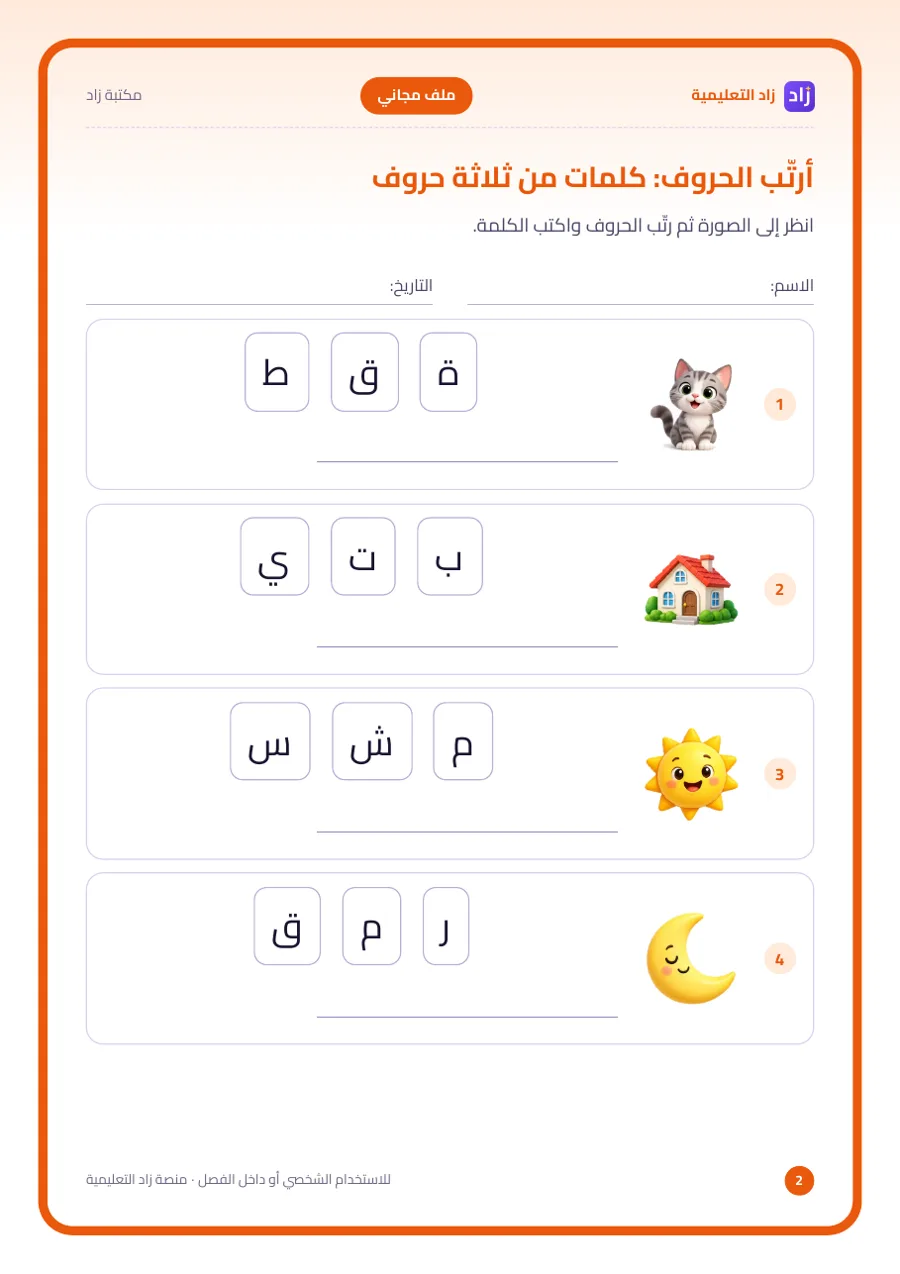 زاد زاد التعليمية
ملف مجاني
مكتبة زاد
أرتّب الحروف: كلمات من ثلاثة حروف
انظر إلى الصورة ثم رتّب الحروف واكتب الكلمة.
الاسم:
التاريخ:
1
ة ق ط
2
ب ت ي
3
م ش س
4
ر م ق
2
للاستخدام الشخصي أو داخل الفصل · منصة زاد التعليمية